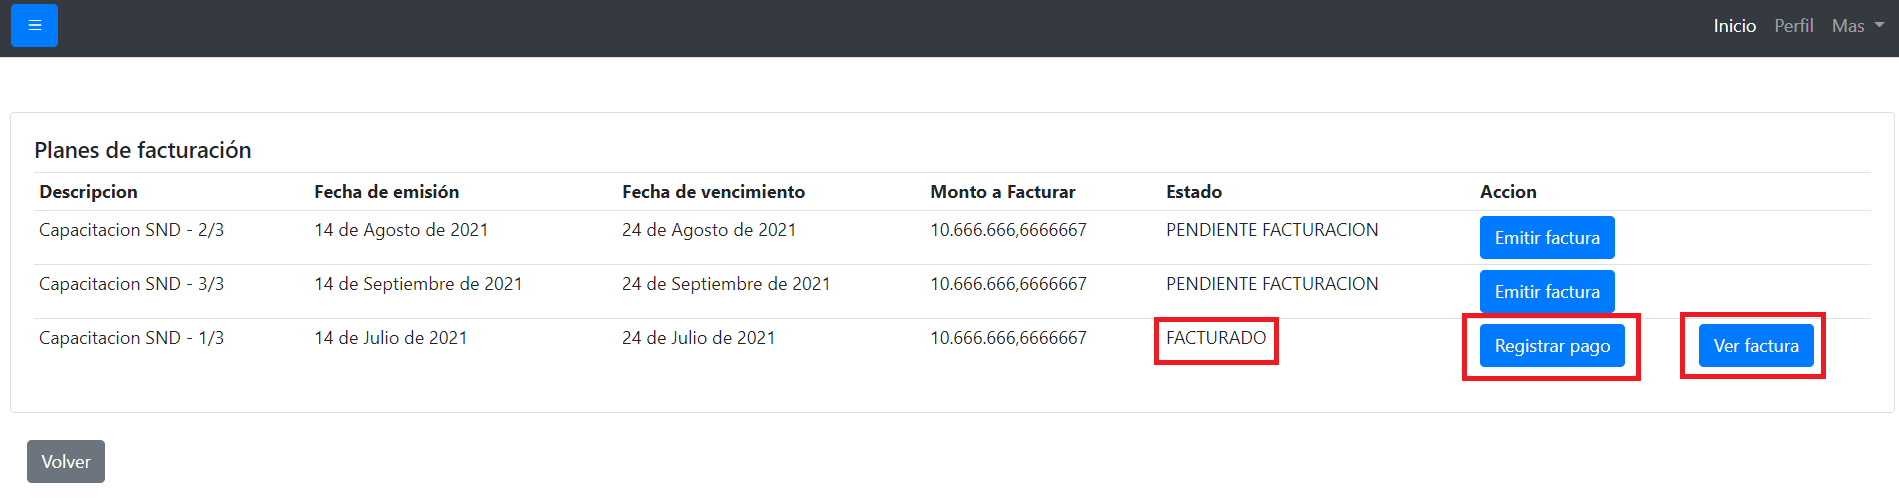 Inicio Perfil Mas
Planes de facturación
Descripcion Fecha de emisión Fecha de vencimiento Monto a Facturar Estado Accion
Capacitacion SND - 2/3 14 de Agosto de 2021 24 de Agosto de 2021 10.666.666,6666667 PENDIENTE FACTURACION Emitir factura
Capacitacion SND - 3/3 14 de Septiembre de 2021 24 de Septiembre de 2021 10.666.666,6666667 PENDIENTE FACTURACION Emitir factura
Capacitacion SND - 1/3 14 de Julio de 2021 24 de Julio de 2021 10.666.666,6666667 FACTURADO Registrar pago Ver factura
Volver